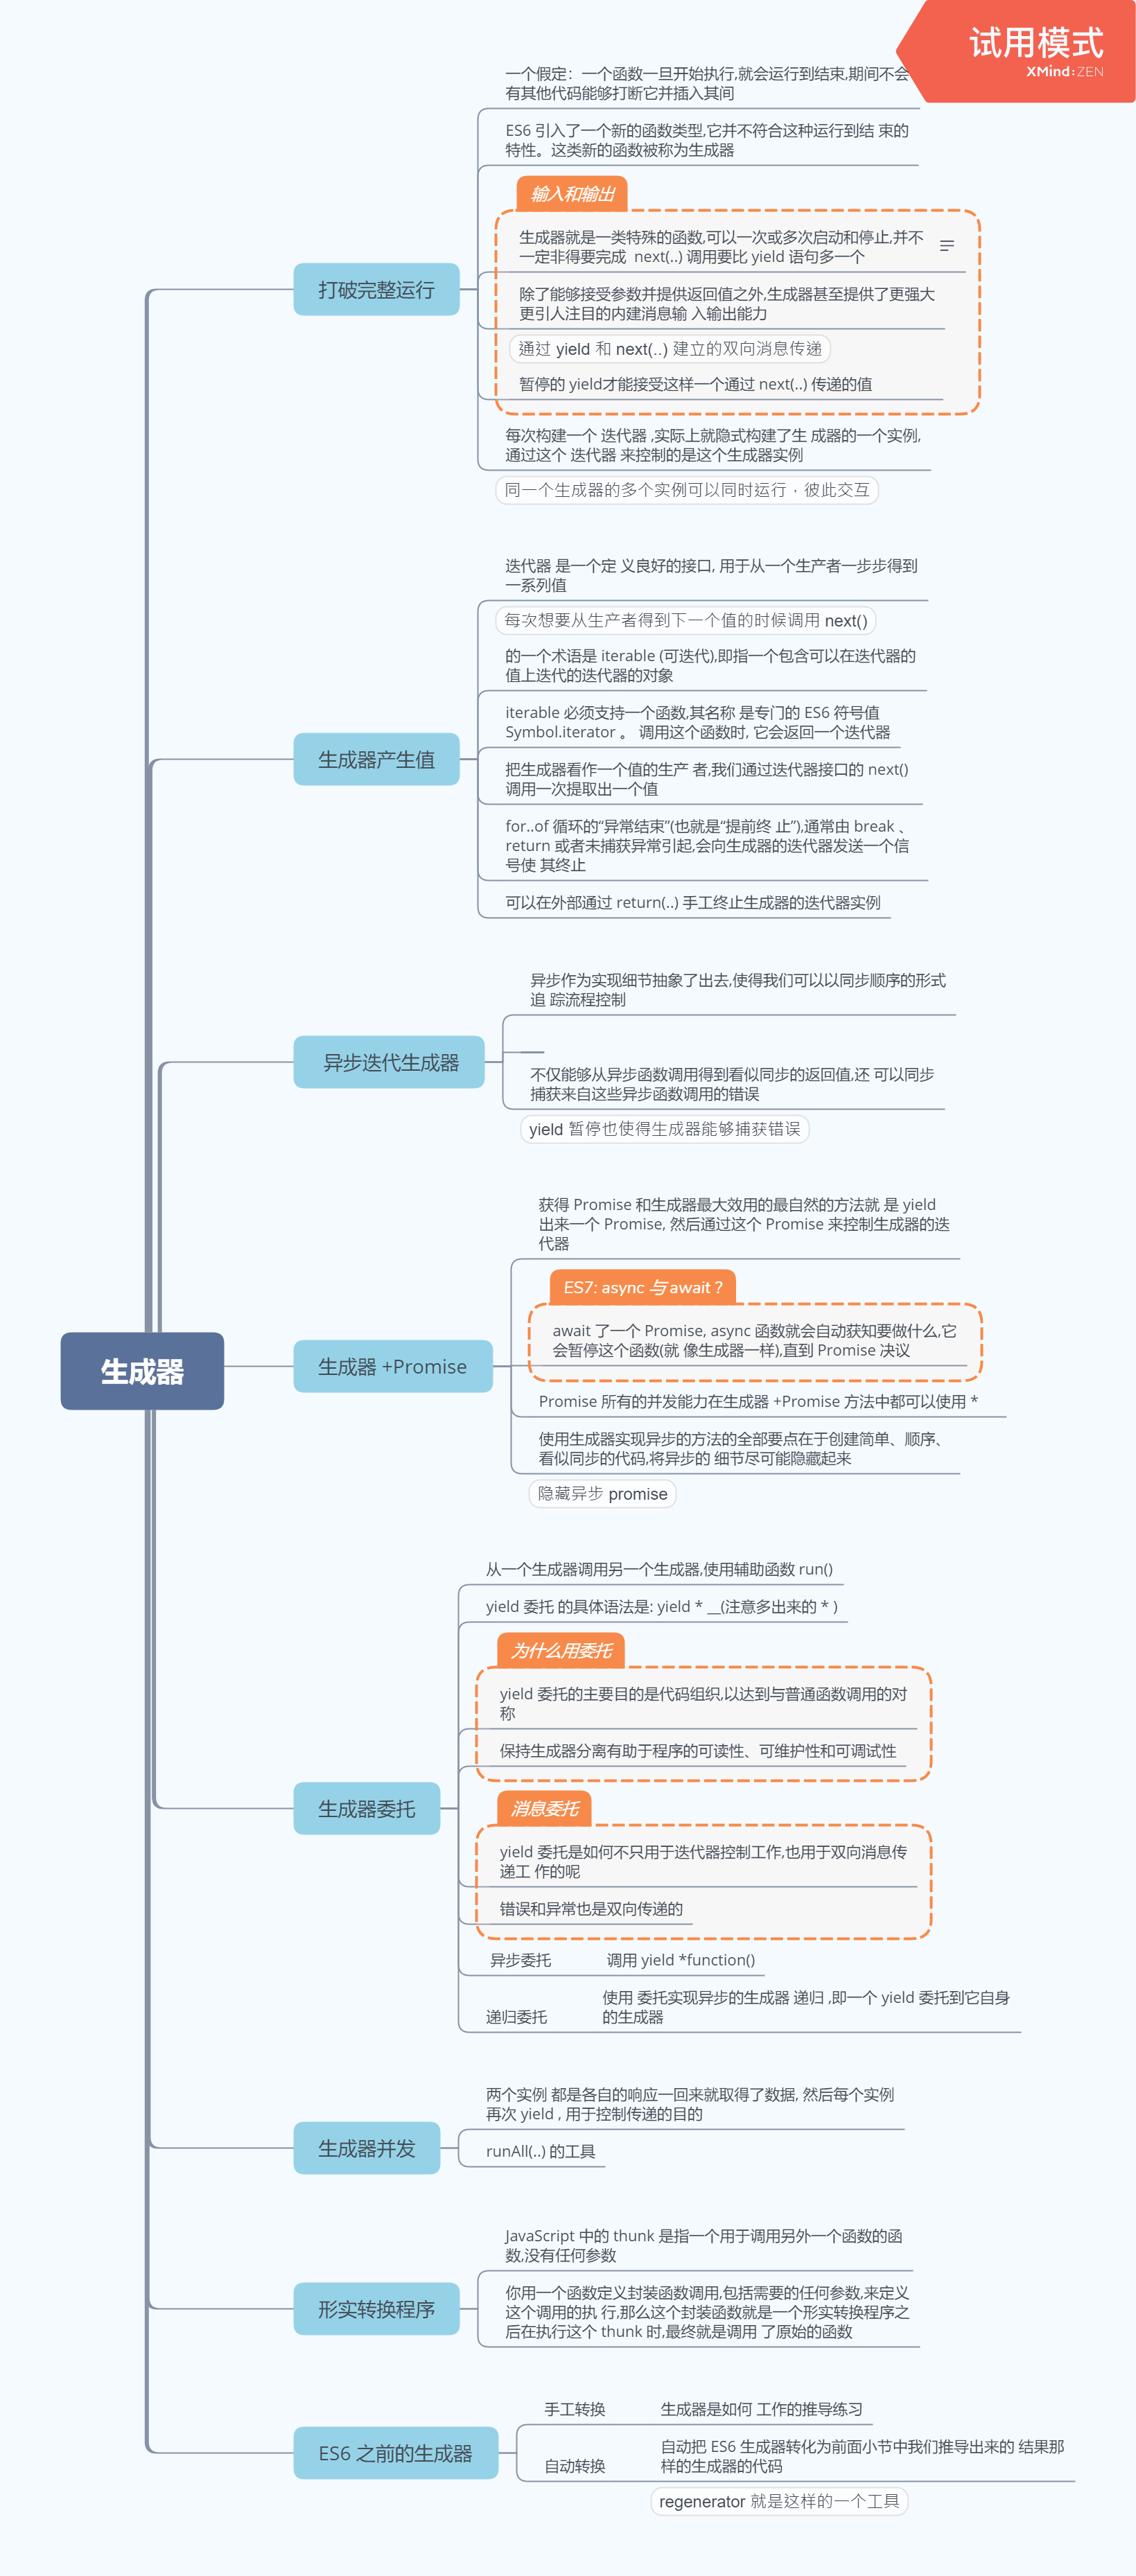 试用模式
XMind:ZEN
一个假定：一个函数一旦开始执行,就会运行到结束,期间不会
有其他代码能够打断它并插入其间
ES6 引入了一个新的函数类型,它并不符合这种运行到结 束的
特性。这类新的函数被称为生成器
输入和输出
生成器就是一类特殊的函数,可以一次或多次启动和停止,并不
一定非得要完成 next(..) 调用要比 yield 语句多一个
打破完整运行
除了能够接受参数并提供返回值之外,生成器甚至提供了更强大
更引人注目的内建消息输 入输出能力
通过 yield 和 next(..) 建立的双向消息传递
暂停的 yield才能接受这样一个通过 next(..) 传递的值
每次构建一个 迭代器 ,实际上就隐式构建了生 成器的一个实例,
通过这个 迭代器 来控制的是这个生成器实例
同一个生成器的多个实例可以同时运行，彼此交互
迭代器 是一个定 义良好的接口, 用于从一个生产者一步步得到
一系列值
每次想要从生产者得到下一个值的时候调用 next()
的一个术语是 iterable (可迭代),即指一个包含可以在迭代器的
值上迭代的迭代器的对象
iterable 必须支持一个函数,其名称 是专门的 ES6 符号值
Symbol.iterator 。 调用这个函数时, 它会返回一个迭代器
生成器产生值
把生成器看作一个值的生产 者,我们通过迭代器接口的 next()
调用一次提取出一个值
for..of 循环的“异常结束”(也就是“提前终 止”),通常由 break 、
return 或者未捕获异常引起,会向生成器的迭代器发送一个信
号使 其终止
可以在外部通过 return(..) 手工终止生成器的迭代器实例
异步作为实现细节抽象了出去,使得我们可以以同步顺序的形式
追 踪流程控制
异步迭代生成器
不仅能够从异步函数调用得到看似同步的返回值,还 可以同步
捕获来自这些异步函数调用的错误
yield 暂停也使得生成器能够捕获错误
获得 Promise 和生成器最大效用的最自然的方法就 是 yield
出来一个 Promise, 然后通过这个 Promise 来控制生成器的迭
代器
ES7: async 与 await ?
await 了一个 Promise, async 函数就会自动获知要做什么,它
会暂停这个函数(就 像生成器一样),直到 Promise 决议
生成器
生成器 +Promise
Promise 所有的并发能力在生成器 +Promise 方法中都可以使用 *
使用生成器实现异步的方法的全部要点在于创建简单、顺序、
看似同步的代码,将异步的 细节尽可能隐藏起来
隐藏异步 promise
从一个生成器调用另一个生成器,使用辅助函数 run()
yield 委托 的具体语法是: yield * __(注意多出来的 * )
为什么用委托
yield 委托的主要目的是代码组织,以达到与普通函数调用的对
称
保持生成器分离有助于程序的可读性、可维护性和可调试性
生成器委托
消息委托
yield 委托是如何不只用于迭代器控制工作,也用于双向消息传
递工 作的呢
错误和异常也是双向传递的
异步委托 调用 yield *function()
使用 委托实现异步的生成器 递归 ,即一个 yield 委托到它自身
递归委托 的生成器
两个实例 都是各自的响应一回来就取得了数据, 然后每个实例
再次 yield , 用于控制传递的目的
生成器并发
runAll(..) 的工具
JavaScript 中的 thunk 是指一个用于调用另外一个函数的函
数,没有任何参数
形实转换程序
你用一个函数定义封装函数调用,包括需要的任何参数,来定义
这个调用的执 行,那么这个封装函数就是一个形实转换程序之
后在执行这个 thunk 时,最终就是调用 了原始的函数
手工转换 生成器是如何 工作的推导练习
ES6 之前的生成器
自动把 ES6 生成器转化为前面小节中我们推导出来的 结果那
自动转换 样的生成器的代码
regenerator 就是这样的一个工具